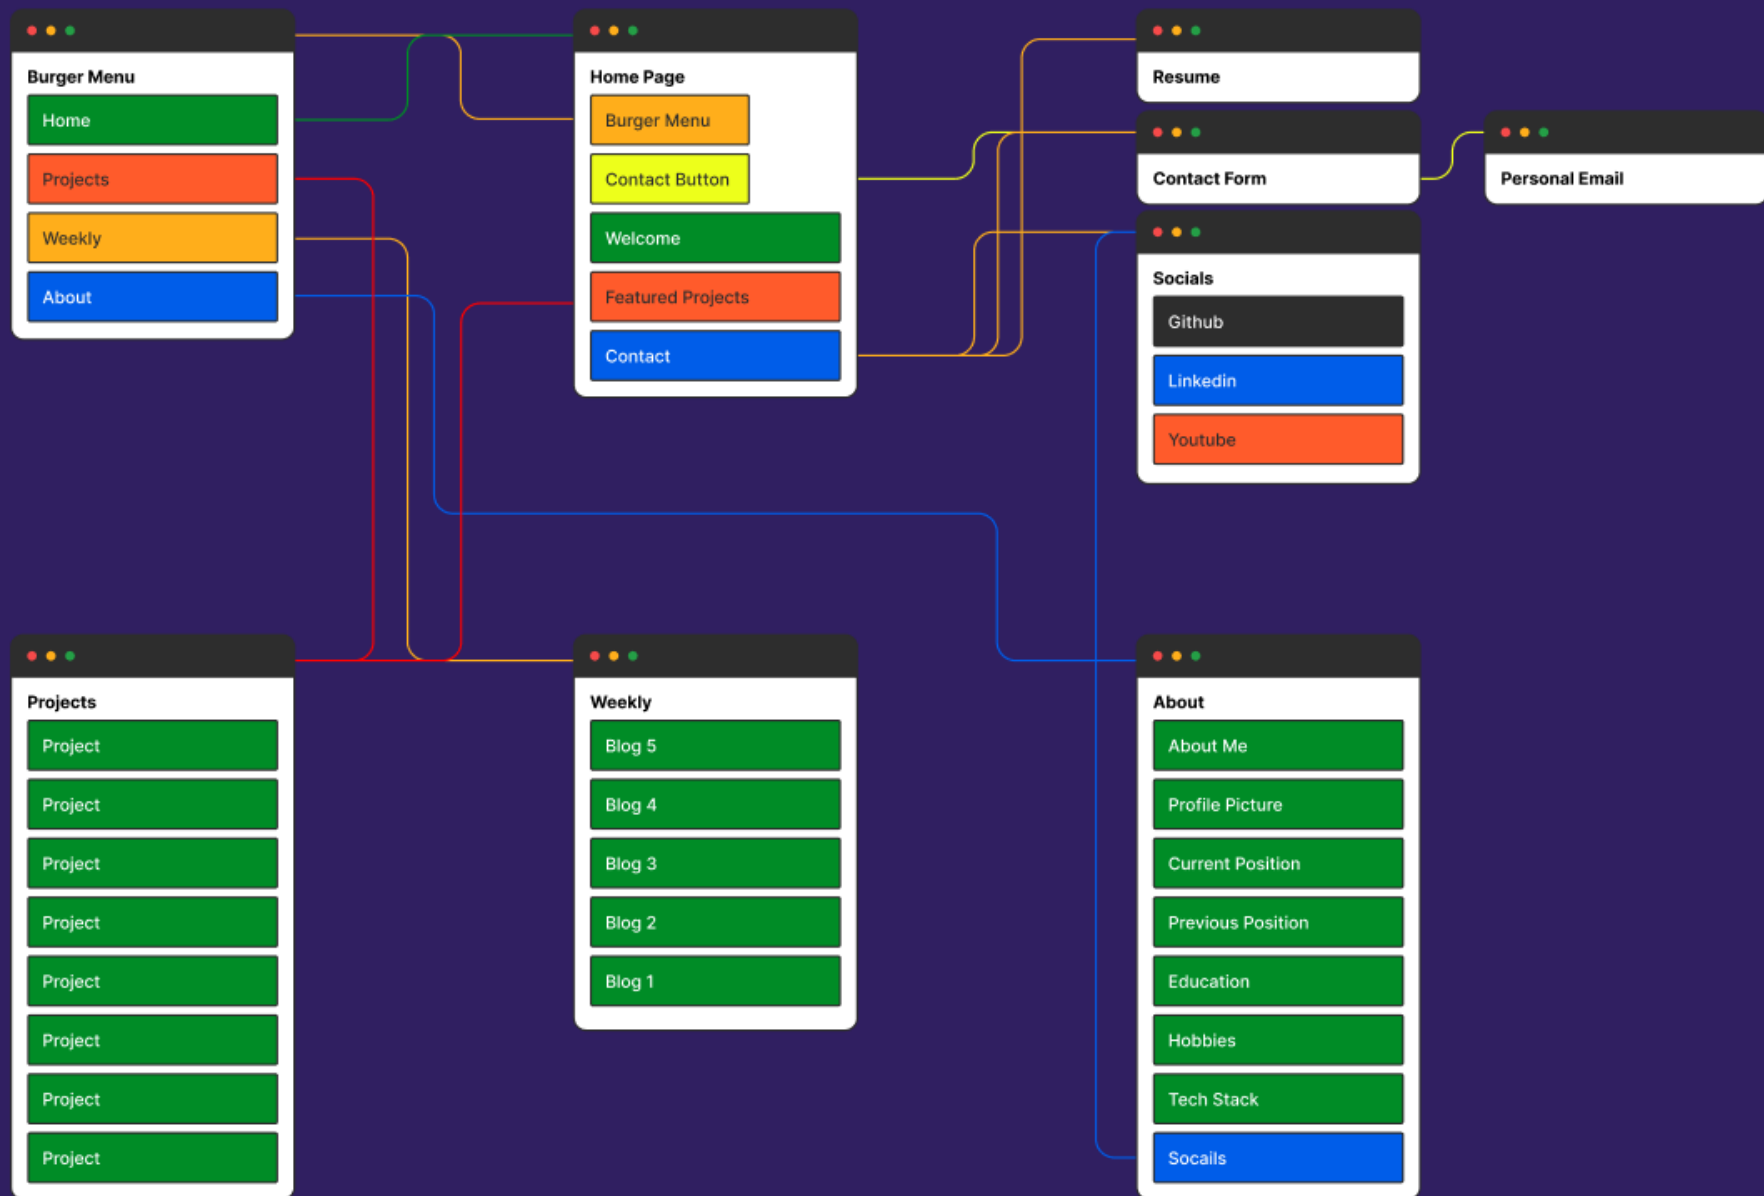 Burger Menu
Home
Projects
Weekly
About
Home Page
Burger Menu
Contact Button
Welcome
Featured Projects
Contact
Resume
Contact Form
Personal Email
Socials
Github
Linkedin
Youtube
Projects
Project
Project
Project
Project
Project
Project
Project
Project
Weekly
Blog 5
Blog 4
Blog 3
Blog 2
Blog 1
About
About Me
Profile Picture
Current Position
Previous Position
Education
Hobbies
Tech Stack
Socails